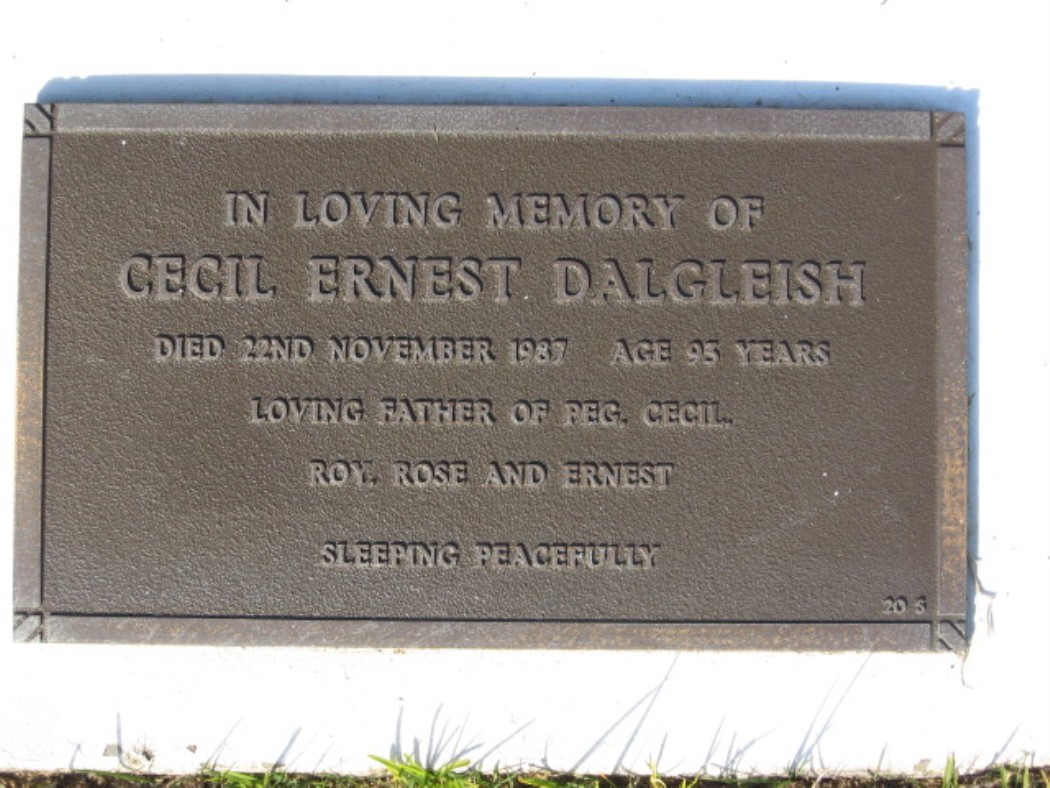 IN LOVING MEMORY OF
CECIL ERNEST DALGLEISH
DIED 22ND NOVEMBER 1987 AGE 95 YEARS
LOVING FATHER OF PEG, CECIL,
ROY, ROSE AND ERNEST
SLEEPING PEACEFULLY
20 S